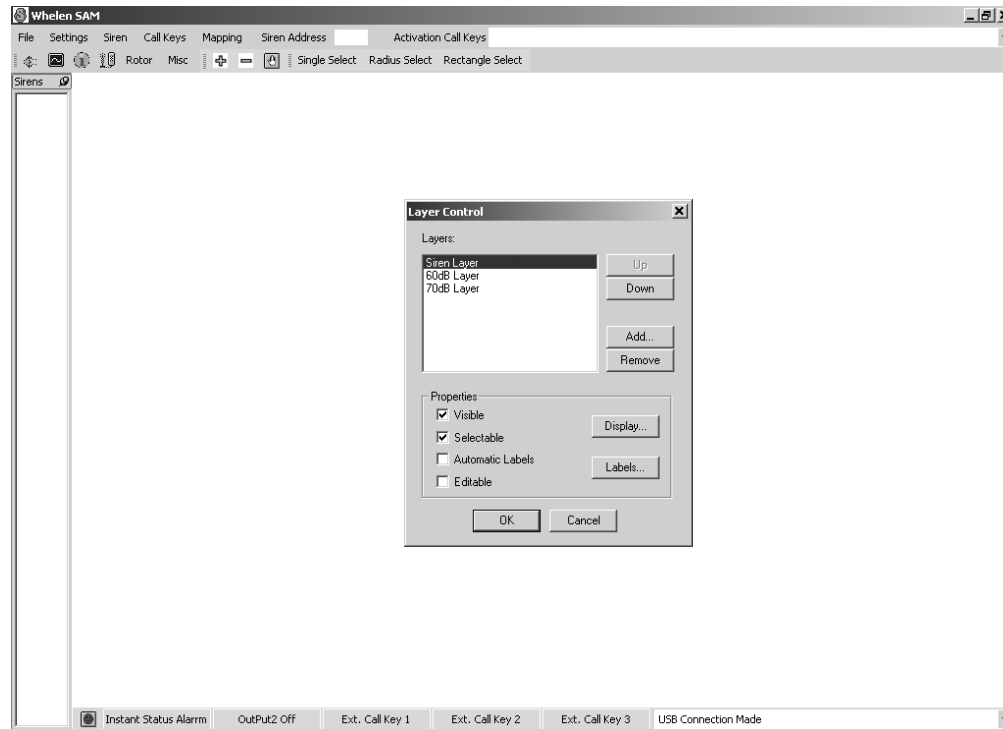 Whelen SAM
File Settings Siren Call Keys Mapping Siren Address Activation Call Keys
Rotor Misc Single Select Radius Select Rectangle Select
Sirens
Layer Control
Layers:
Siren Layer
60dB Layer
70dB Layer
Up
Down
Add...
Remove
Properties
Visible
Selectable
Automatic Labels
Editable
Display...
Labels...
OK Cancel
Instant Status Alarrm OutPut2 Off Ext. Call Key 1 Ext. Call Key 2 Ext. Call Key 3 USB Connection Made